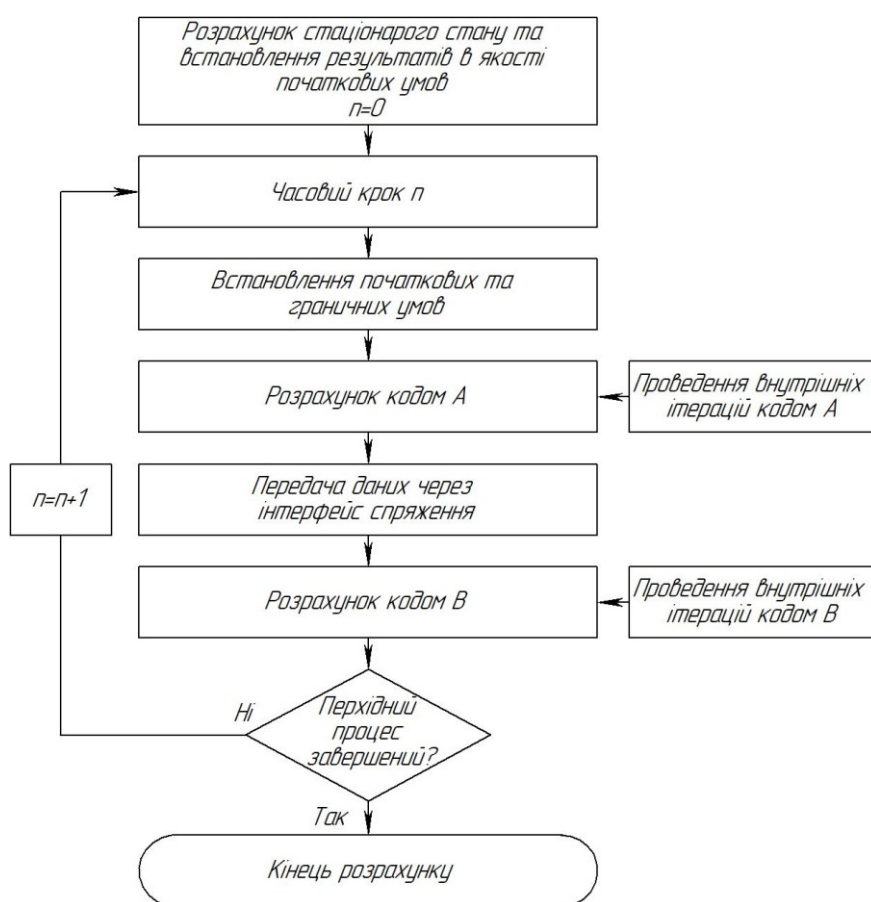 Розрахунок стаціонарого стану та
встановлення результатів в якості
початкових умов
n=0
Часовий крок n
Встановлення початкових та
граничних умов
Розрахунок кодом А
Проведення внутрішніх
ітерацій кодом А
n=n+1
Передача даних через
інтерфейс спряження
Розрахунок кодом В
Проведення внутрішніх
ітерацій кодом В
Ні
Перхідний
процес
завершений?
Так
Кінець розрахунку